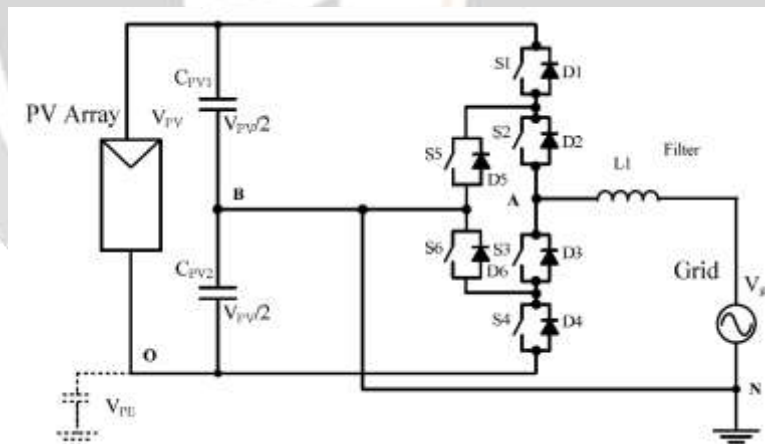 S1
D1
C_PV1
PV Array
V_PV
V_PV/2
S2
D2
S5
D5
L1
Filter
B
A
S6
D6
S3
D3
Grid
V_g
C_PV2
V_PV/2
S4
D4
O
N
V_PE